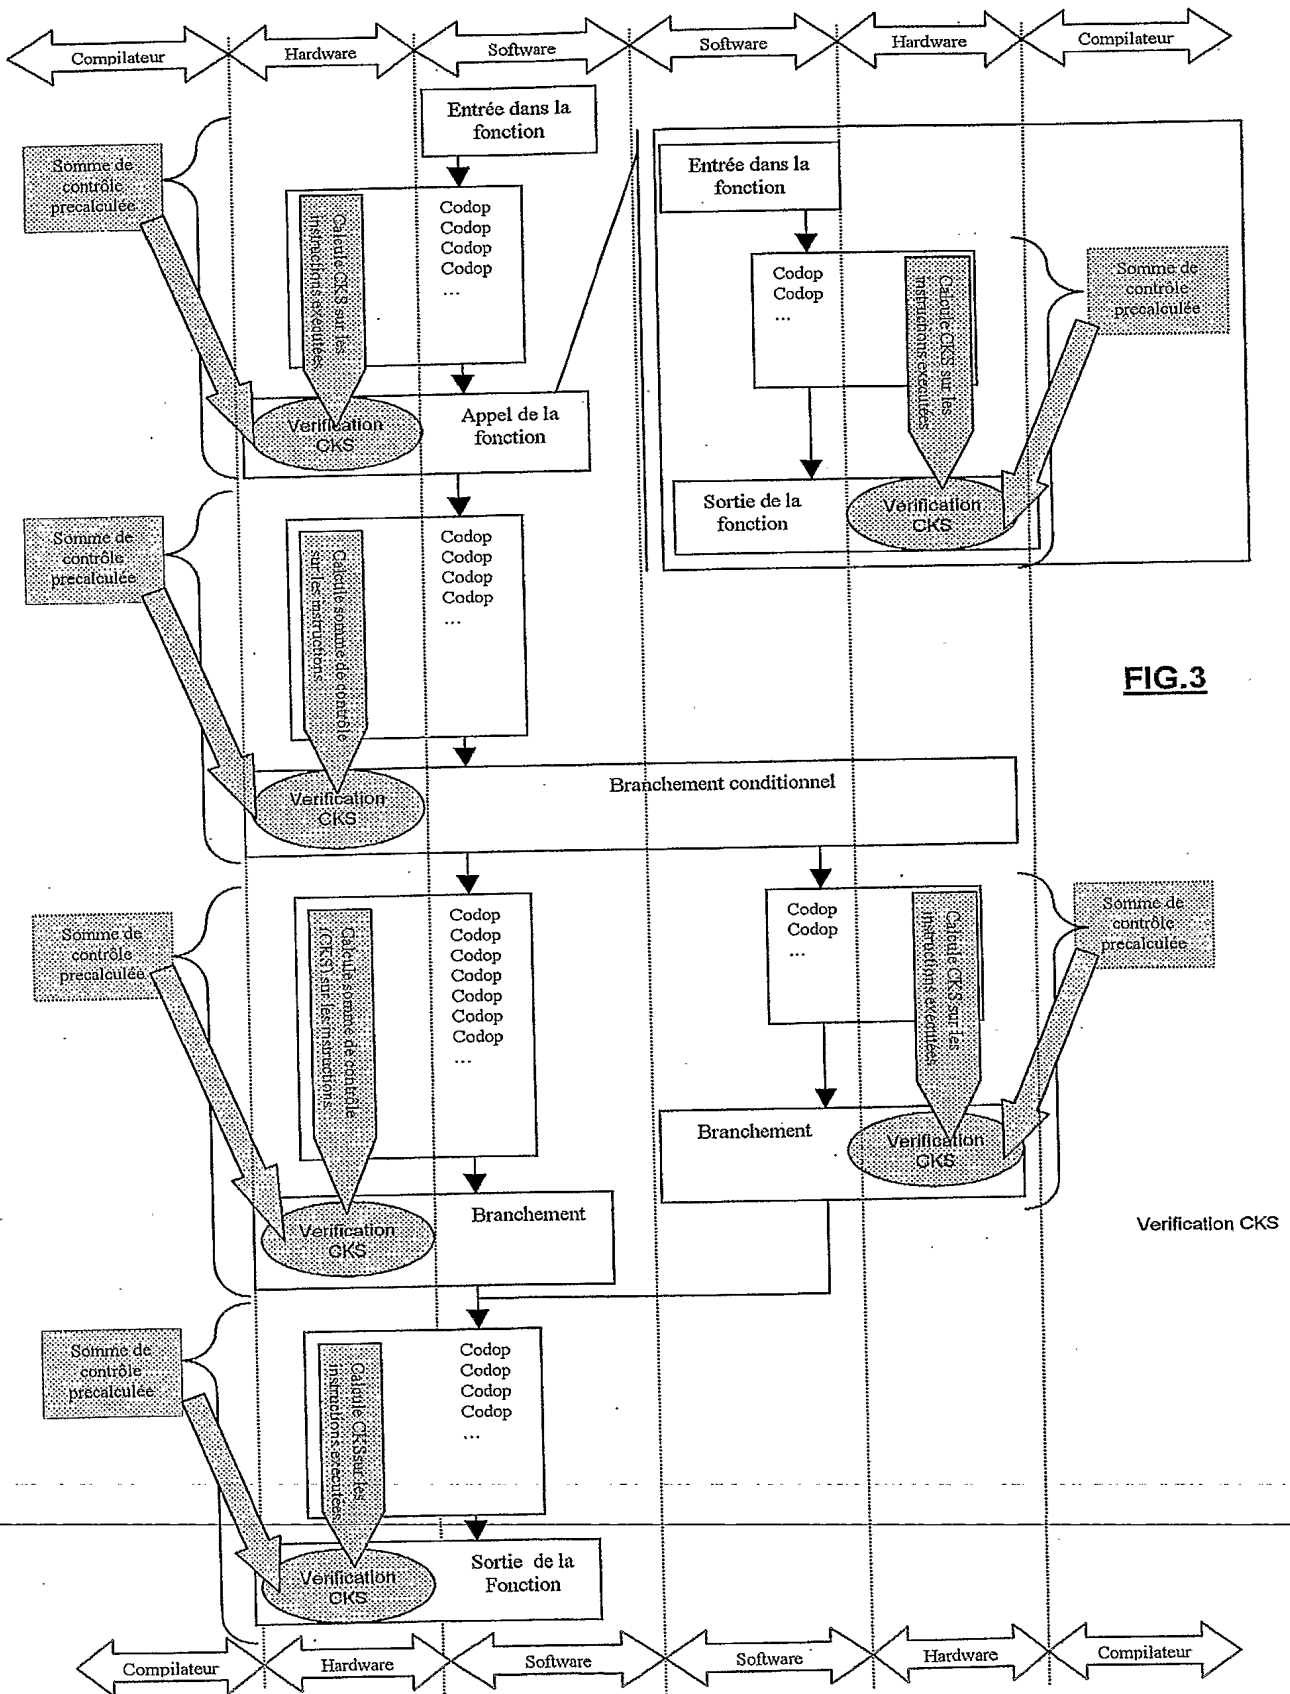 Compilateur
Hardware
Software
Software
Hardware
Compilateur
Entrée dans la
fonction
Somme de
contrôle
precalculée
Calcule CKS sur les
instructions executées
Codop
Codop
Codop
Codop
...
Verification
CKS
Appel de la
fonction
Entrée dans la
fonction
Codop
Codop
...
Calcule CKS sur les
instructions executées
Somme de
contrôle
precalculée
Sortie de la
fonction
Verification
CKS
Somme de
contrôle
precalculée
Calcule somme de contrôle
sur les instructions
Codop
Codop
Codop
Codop
...
FIG.3
Verification
CKS
Branchement conditionnel
Somme de
contrôle
precalculée
Calcule somme de contrôle
(CKS) sur les instructions
Codop
Codop
Codop
Codop
Codop
Codop
Codop
...
Codop
Codop
...
Calcule CKS sur les
instructions exécutées
Somme de
contrôle
precalculée
Branchement
Verification
CKS
Verification
CKS
Branchement
Verification CKS
Somme de
contrôle
precalculée
Calcule CKS sur les
instructions executées
Codop
Codop
Codop
Codop
...
Verification
CKS
Sortie de la
Fonction
Compilateur
Hardware
Software
Software
Hardware
Compilateur